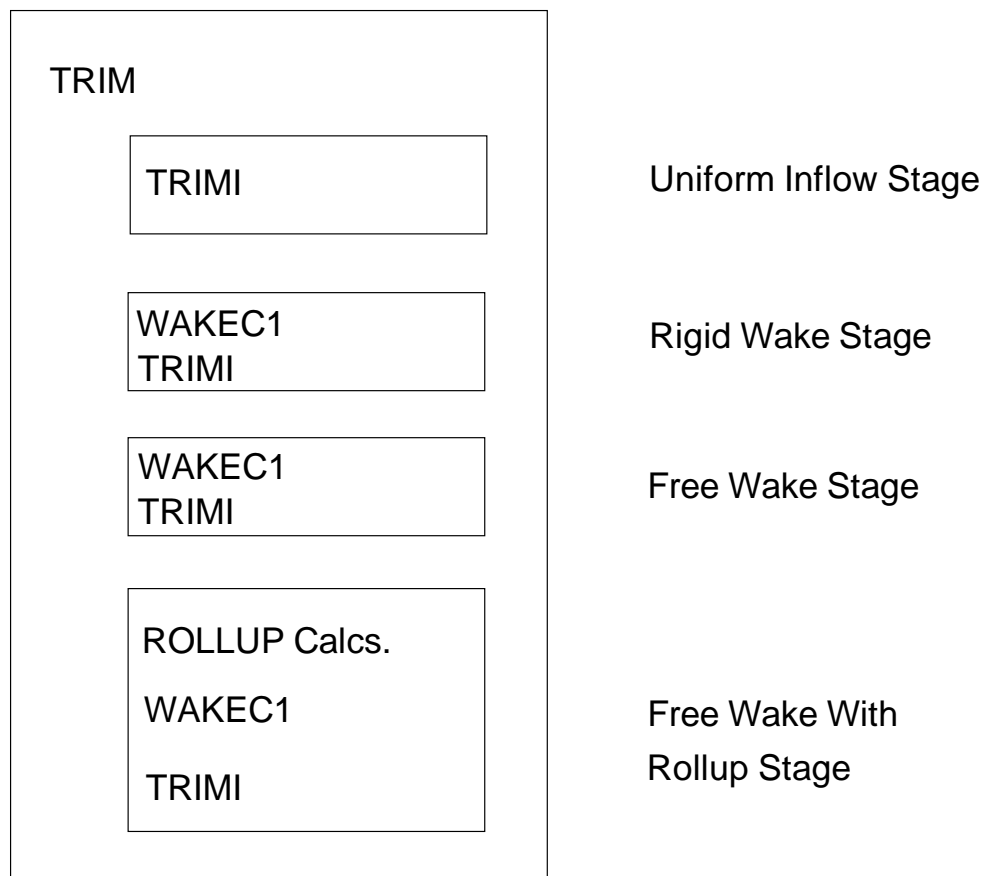 TRIM
TRIMI
Uniform Inflow Stage
WAKEC1
TRIMI
Rigid Wake Stage
WAKEC1
TRIMI
Free Wake Stage
ROLLUP Calcs.
WAKEC1
TRIMI
Free Wake With
Rollup Stage